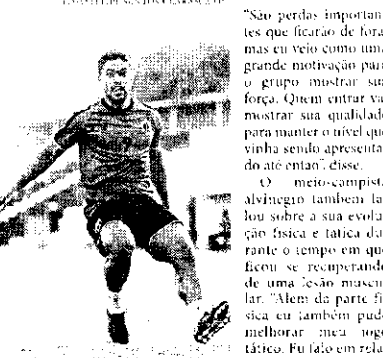 "São perdas importan-
tes que ficarão de fora,
mas eu vejo como uma
grande motivação para
o grupo mostrar sua
força. Quem entrar vai
mostrar sua qualidade
para manter o nível que
vinha sendo apresenta-
do até então", disse.
O meio-campista
alvinegro também fa-
lou sobre a sua evolu-
ção física e tática du-
rante o tempo em que
ficou se recuperando
de uma lesão muscu-
lar. "Além da parte fí-
sica eu também pude
melhorar meu jogo
tático. Eu falo em rela-